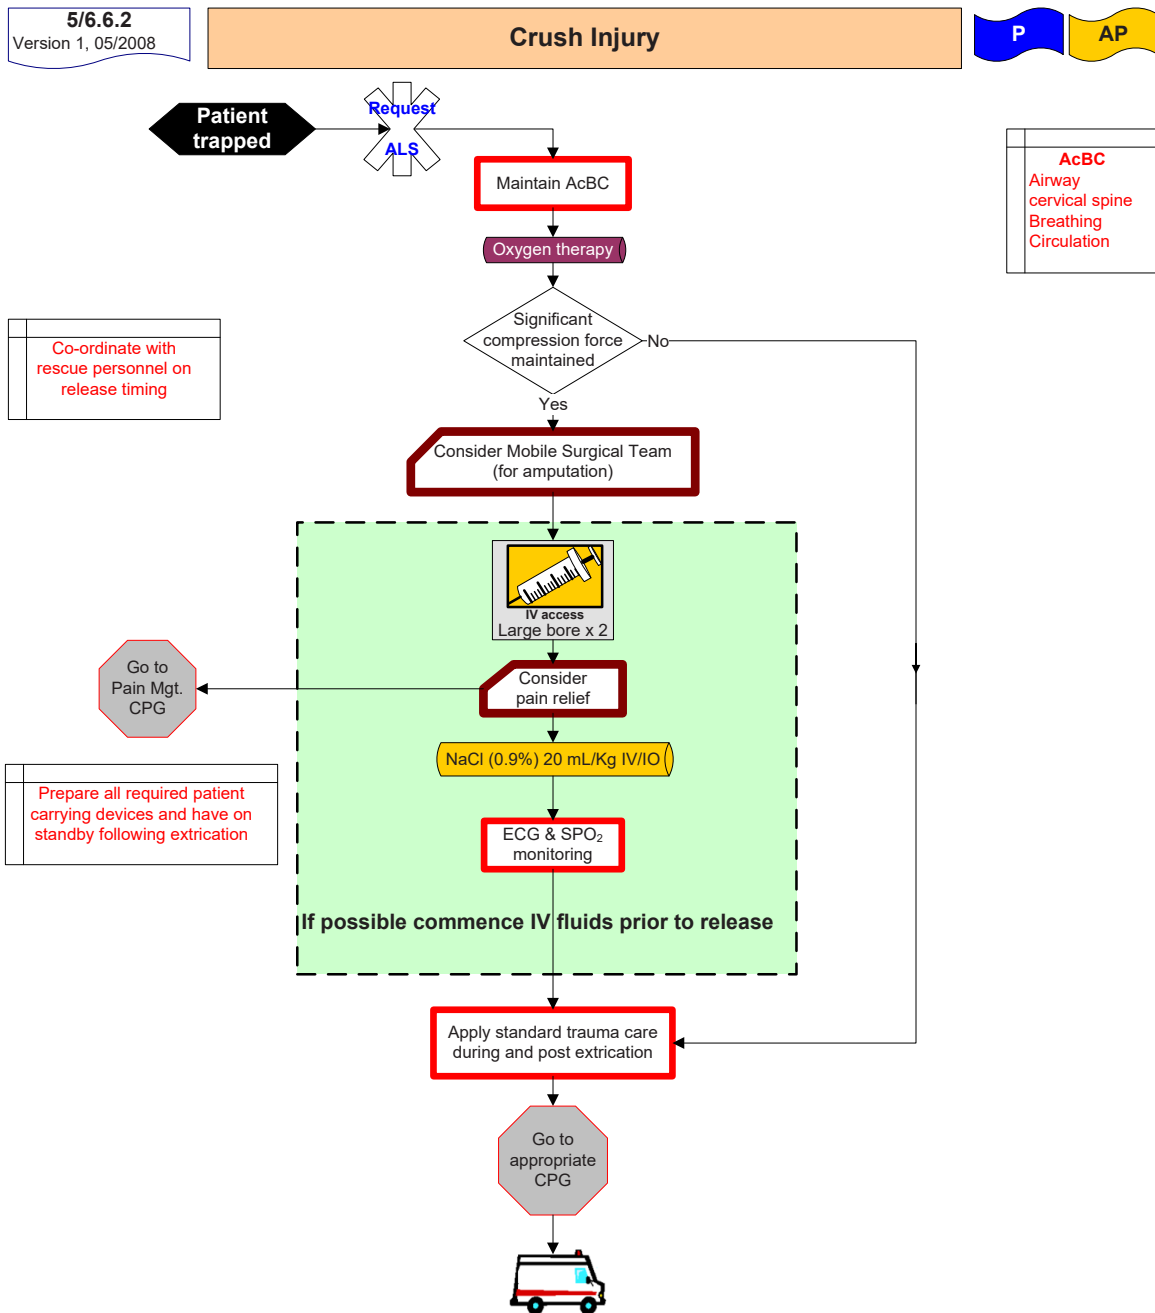 5/6.6.2
Version 1, 05/2008
Crush Injury
P
AP
Patient
trapped
Request
ALS
Maintain AcBC
AcBC
Airway
cervical spine
Breathing
Circulation
Oxygen therapy
Significant
compression force
maintained
No
Yes
Co-ordinate with
rescue personnel on
release timing
Consider Mobile Surgical Team
(for amputation)
IV access
Large bore x 2
Consider
pain relief
Go to
Pain Mgt.
CPG
NaCl (0.9%) 20 mL/Kg IV/IO
Prepare all required patient
carrying devices and have on
standby following extrication
ECG & SPO₂
monitoring
If possible commence IV fluids prior to release
Apply standard trauma care
during and post extrication
Go to
appropriate
CPG